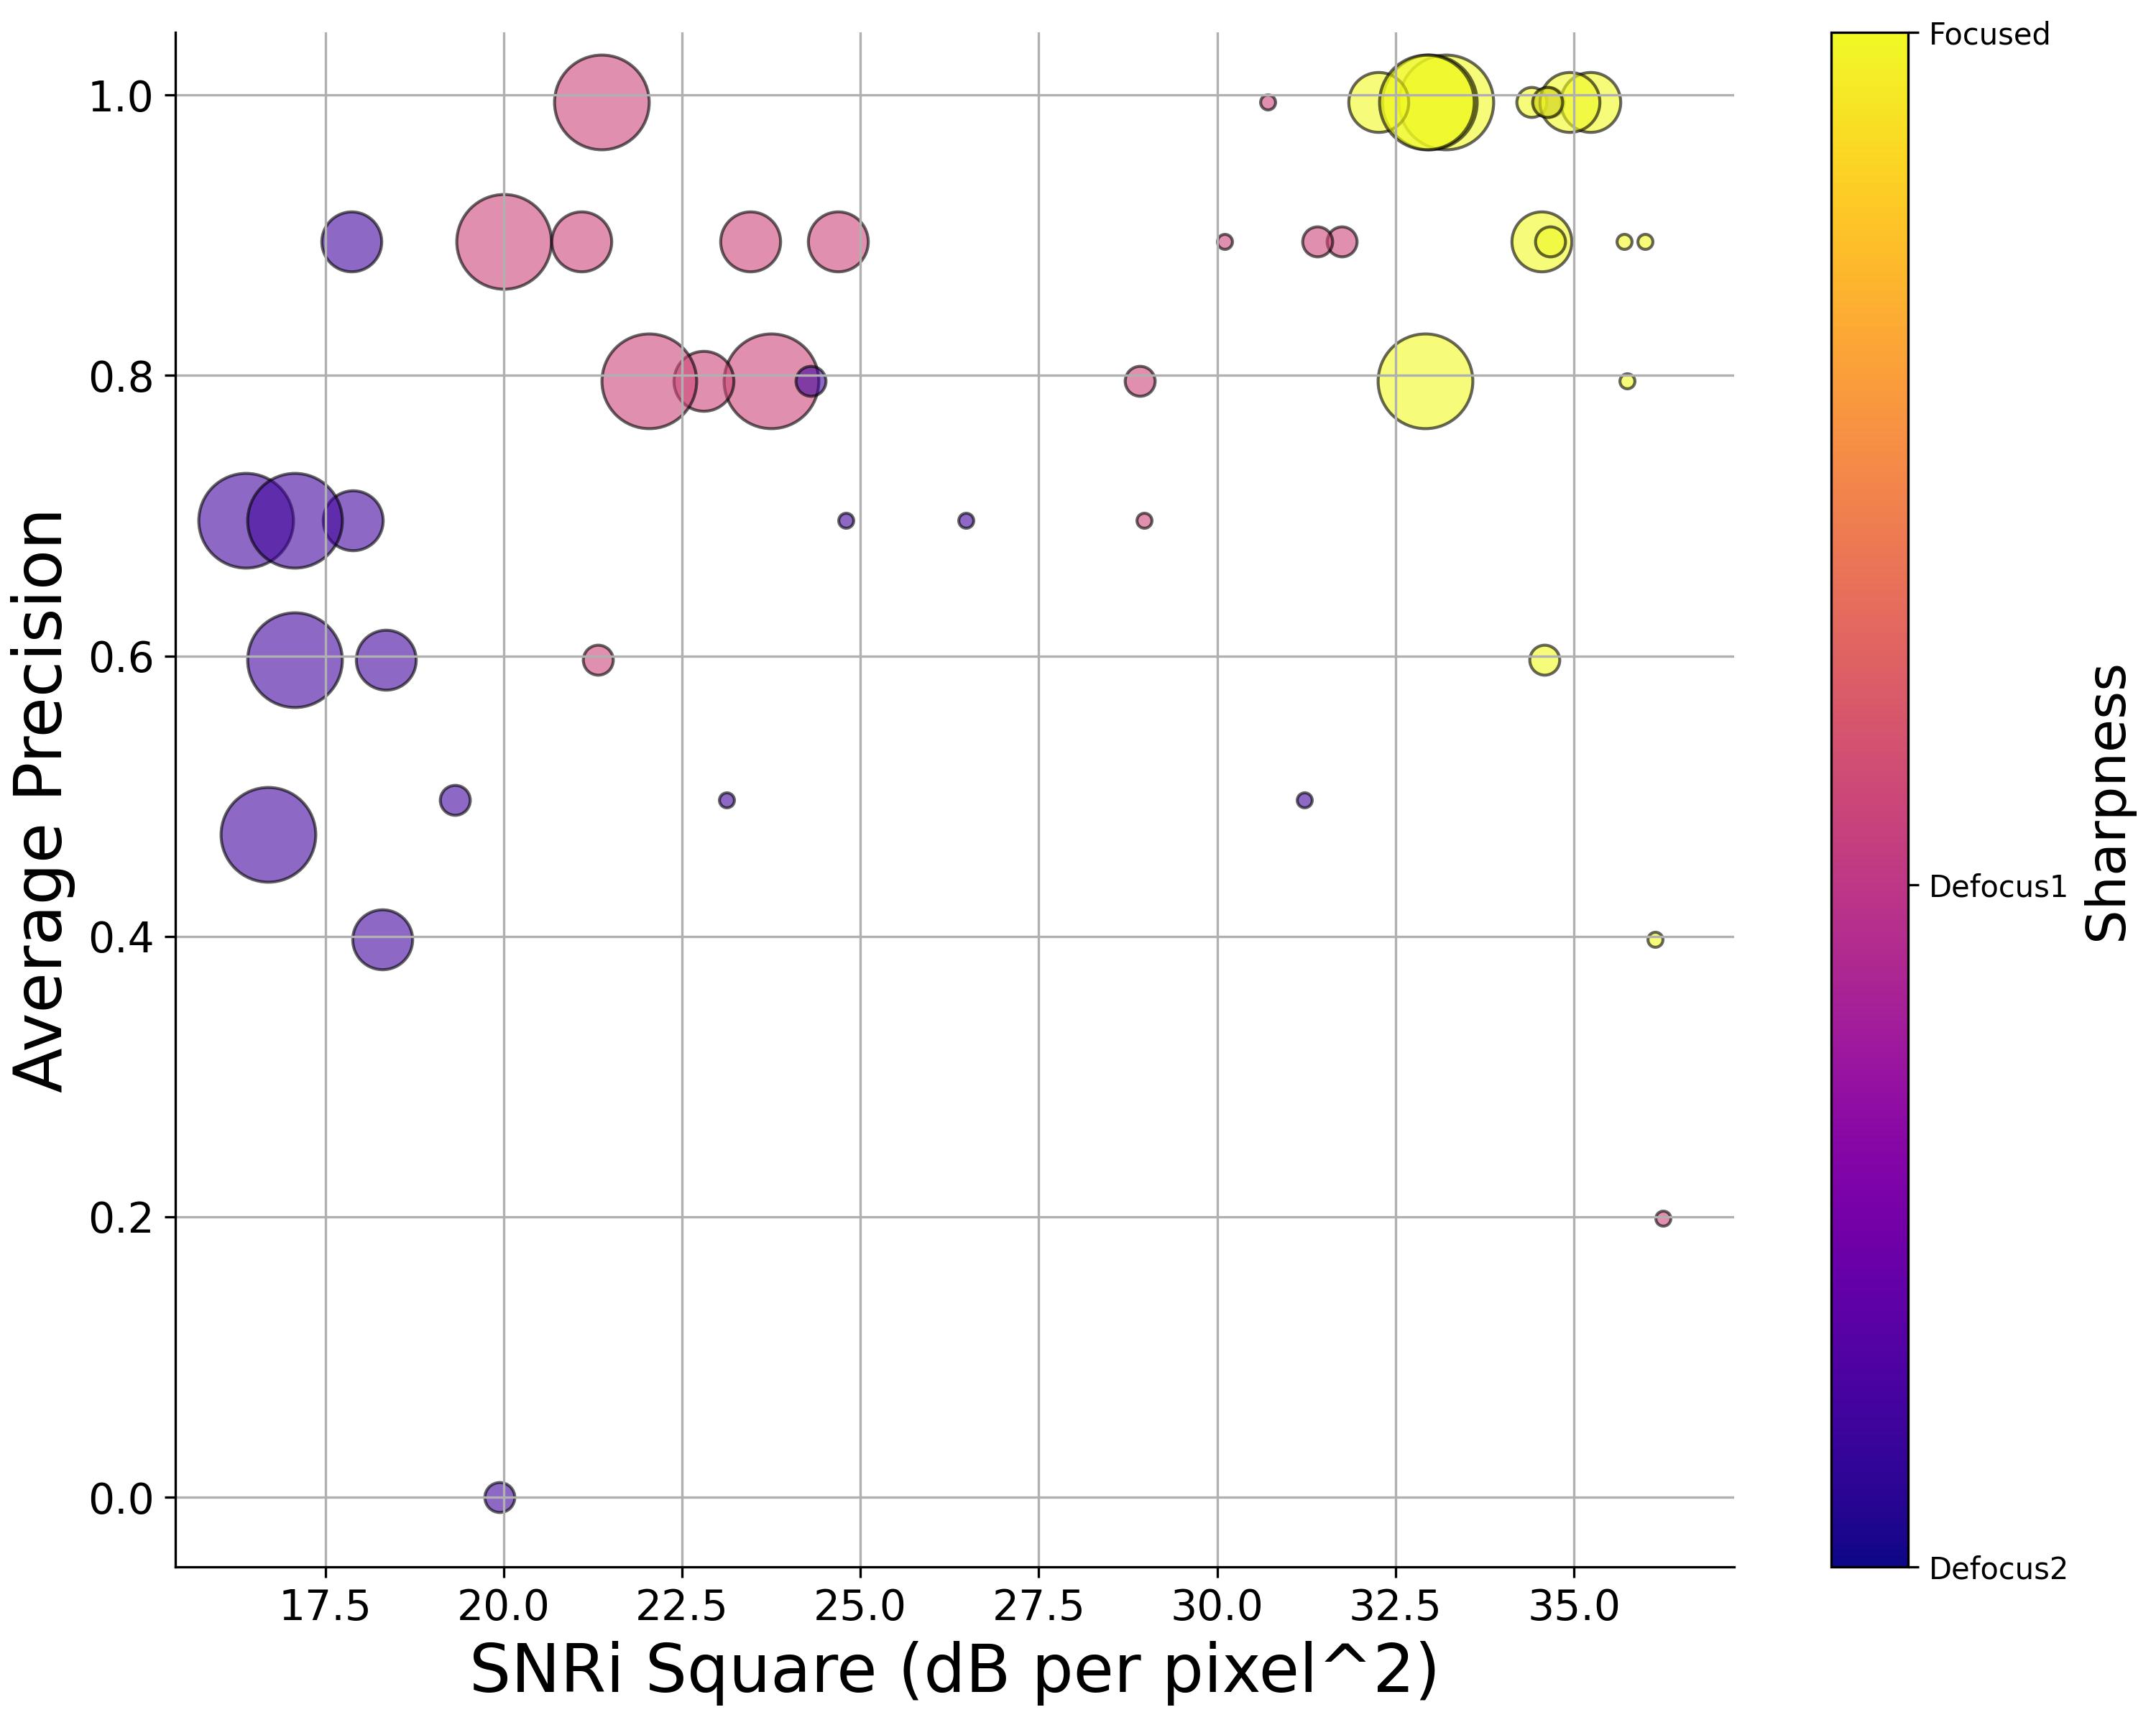 Average Precision
1.0
0.8
0.6
0.4
0.2
0.0
17.5 20.0 22.5 25.0 27.5 30.0 32.5 35.0
SNRi Square (dB per pixel^2)
Focused
Defocus1
Defocus2
Sharpness